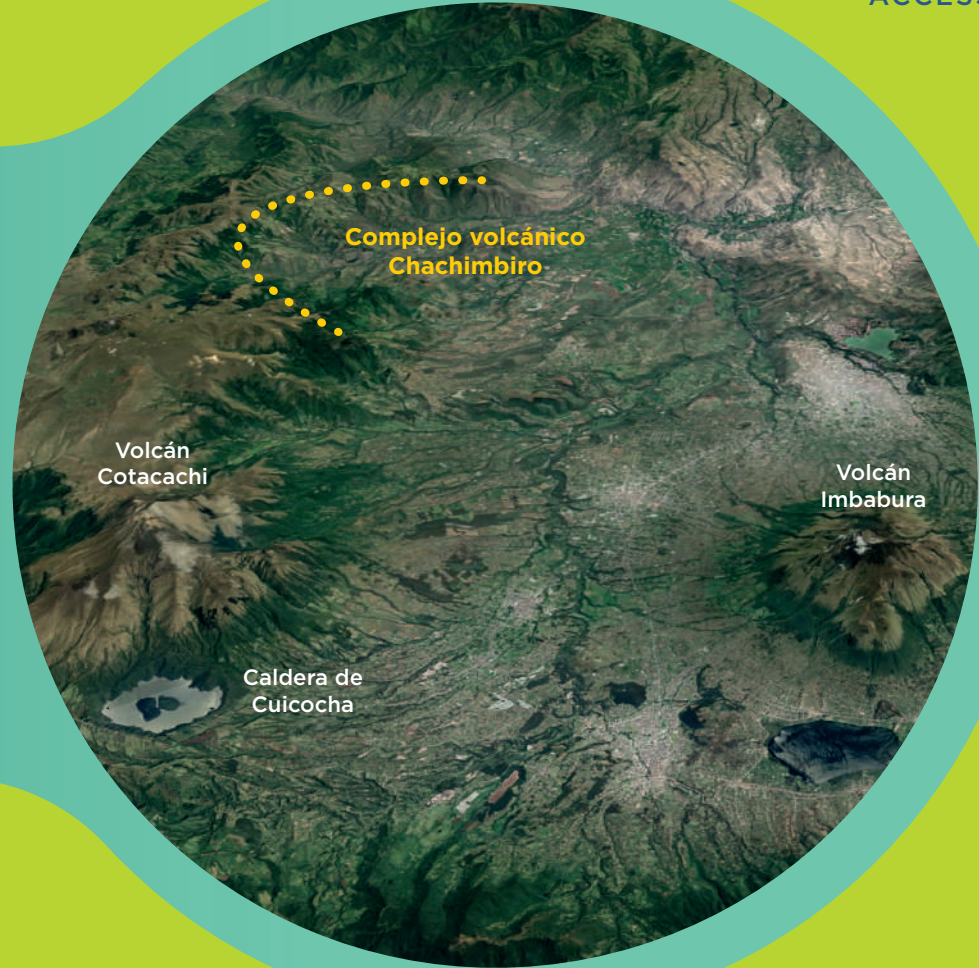 Complejo volcánico
Chachimbiro
Volcán
Cotacachi
Volcán
Imbabura
Caldera de
Cuicocha